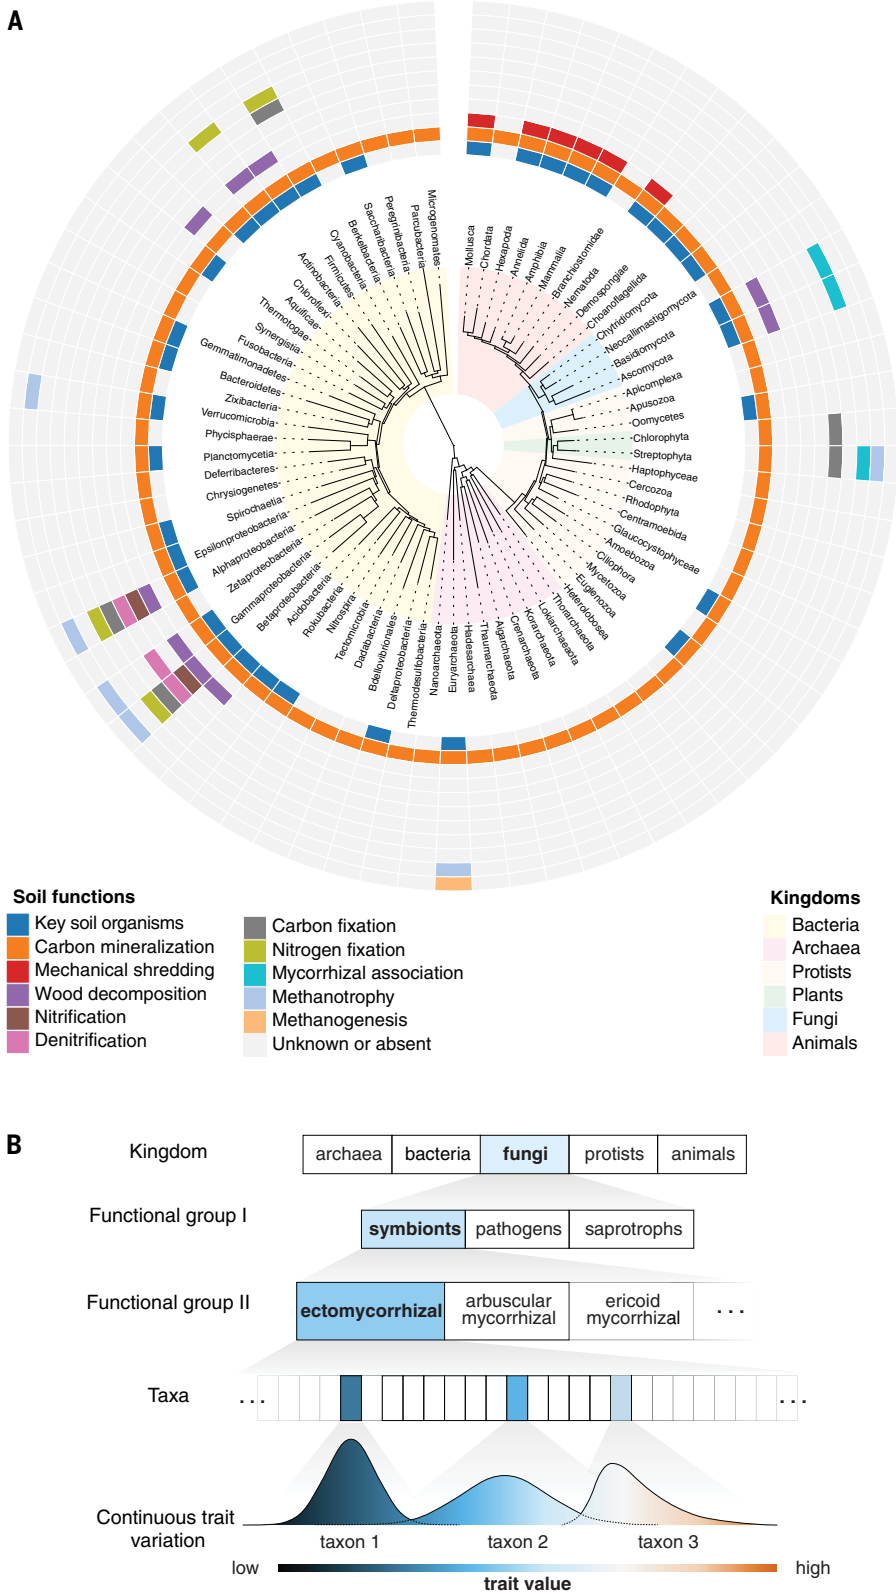 A
Microgenomates
Parcubacteria
Peregrinibacteria
Saccharibacteria
Berkelbacteria
Cyanobacteria
Firmicutes
Actinobacteria
Chloroflexi
Aquificae
Thermotogae
Synergistia
Fusobacteria
Gemmatimonadetes
Bacteroidetes
Zixibacteria
Verrucomicrobia
Phycisphaerae
Planctomycetia
Deferribacteres
Chrysiogenetes
Spirochaetia
Epsilonproteobacteria
Alphaproteobacteria
Zetaproteobacteria
Gammaproteobacteria
Betaproteobacteria
Acidobacteria
Rokubacteria
Nitrospira
Tectomicrobia
Dadabacteria
Bdellovibrionales
Deltaproteobacteria
Thermodesulfobacteria
Nanoarchaeota
Euryarchaeota
Hadesarchaea
Thaumarchaeota
Aigarchaeota
Crenarchaeota
Korarchaeota
Lokiarchaeaota
Thorarchaeota
Heterolobosea
Euglenozoa
Mycetozoa
Ciliophora
Amoebozoa
Glaucocystophyceae
Centramoebida
Rhodophyta
Cercozoa
Haptophyceae
Streptophyta
Chlorophyta
Oomycetes
Apusozoa
Apicomplexa
Ascomycota
Basidiomycota
Neocallimastigomycota
Chytridiomycota
Choanoflagellida
Demospongiae
Nematoda
Branchiostomidae
Mammalia
Amphibia
Annelida
Hexapoda
Chordata
Mollusca
Soil functions
Key soil organisms
Carbon mineralization
Mechanical shredding
Wood decomposition
Nitrification
Denitrification
Carbon fixation
Nitrogen fixation
Mycorrhizal association
Methanotrophy
Methanogenesis
Unknown or absent
Kingdoms
Bacteria
Archaea
Protists
Plants
Fungi
Animals
B
Kingdom
archaea bacteria fungi protists animals
Functional group I
symbionts pathogens saprotrophs
Functional group II
ectomycorrhizal
arbuscular
mycorrhizal
ericoid
mycorrhizal
...
Taxa
... ...
Continuous trait
variation
taxon 1 taxon 2 taxon 3
low high
trait value